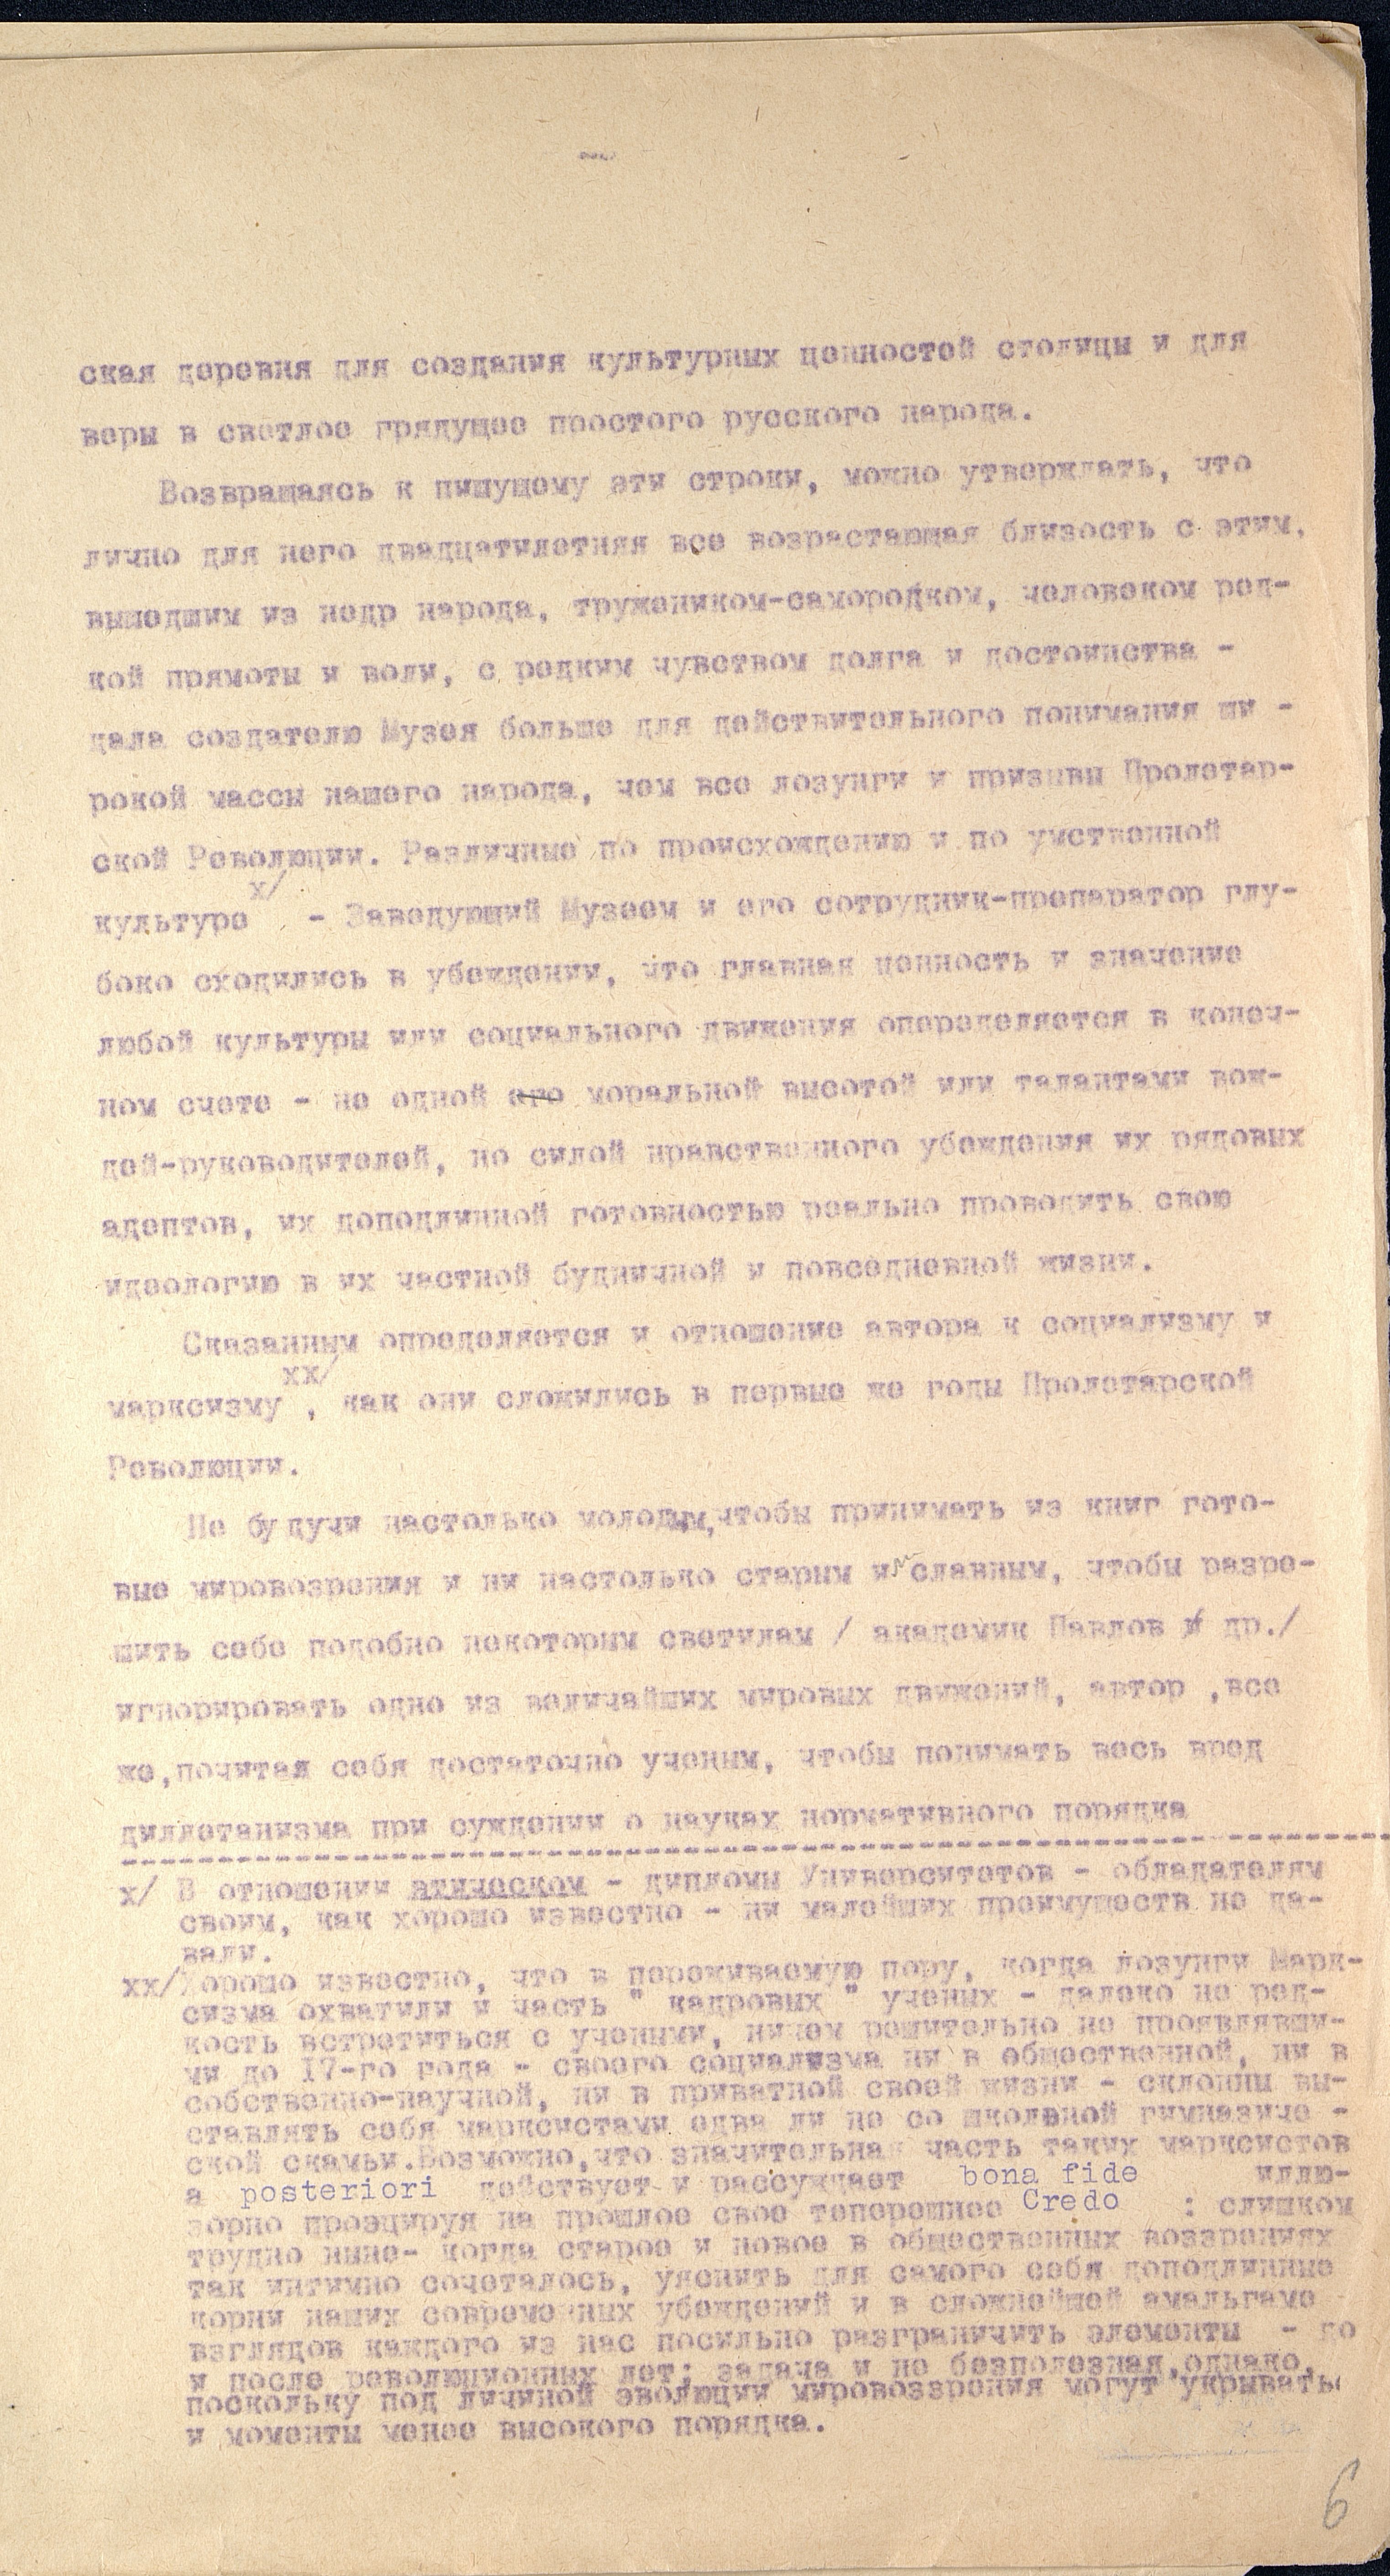 ская деревня для создания культурных ценностей столицы и для
веры в светлое грядущее простого русского народа.
Возвращаясь к пишущему эти строки, можно утверждать, что
лично для него двадцатилетняя все возрастающая близость с этим,
вышедшим из недр народа, тружеником-самородком, человеком ред-
кой прямоты и воли, с редким чувством долга и достоинства -
дала создателю Музея больше для действительного понимания ши -
рокой массы нашего народа, чем все лозунги и призывы Пролетар-
ской Революции. Различные по происхождению и по умственной
культуре х/ - Заведующий Музеем и его сотрудник-препаратор глу-
боко сходились в убеждении, что главная ценность и значение
любой культуры или социального движения опеределяется в конеч-
ном счете - не одной его моральной высотой или талантами вож-
дей-руководителей, но силой нравственного убеждения их рядовых
адептов, их доподлинной готовностью реально проводить свою
идеологию в их частной будничной и повседневной жизни.
Сказанным определяется и отношение автора к социализму и
марксизму хх/, как они сложились в первые же годы Пролетарской
Революции.
Не будучи настолько молодым, чтобы принимать из книг гото-
вые мировозрения и ни настолько старым и славным, чтобы разре-
шить себе подобно некоторым светилам / академик Павлов и др./
игнорировать одно из величайших мировых движений, автор ,все
же,почитая себя достаточно ученым, чтобы понимать весь вред
диллетанизма при суждении о науках нормативного порядка
х/ В отношении этическом - дипломы Университетов - обладателям
своим, как хорошо известно - ни малейших преимуществ не да-
вали.
хх/Хорошо известно, что в переживаемую пору, когда лозунги Марк-
сизма охватили и часть " кадровых " ученых - далеко не ред-
кость встретиться с учеными, ничем решительно не проявлявши-
ми до 17-го года - своего социализма ни в общественной, ни в
собственно-научной, ни в приватной своей жизни - склонны вы-
ставлять себя марксистами едва ли не со школьной гимназиче -
ской скамьи.Возможно,что значительная часть таких марксистов
а posteriori действует и рассуждает bona fide иллю-
зорно проэцируя на прошлое свое теперешнее Credo : слишком
трудно ныне- когда старое и новое в общественных воззрениях
так интимно сочеталось, уяснить для самого себя доподлинные
корни наших современных убеждений и в сложнейшей амальгаме
взглядов каждого из нас посильно разграничить элементы - до
и после революционных лет: задача и не безполезная,однако,
поскольку под личиной эволюции мировоззрения могут укрывать
и моменты менее высокого порядка.
6